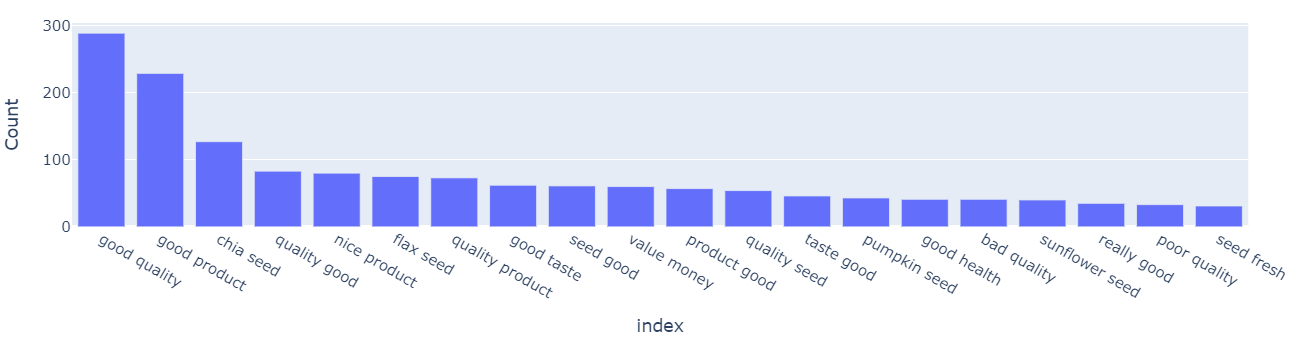 300
200
100
0
Count
good quality
good product
chia seed
quality good
nice product
flax seed
quality product
good taste
seed good
value money
product good
quality seed
taste good
pumpkin seed
good health
bad quality
sunflower seed
really good
poor quality
seed fresh
index